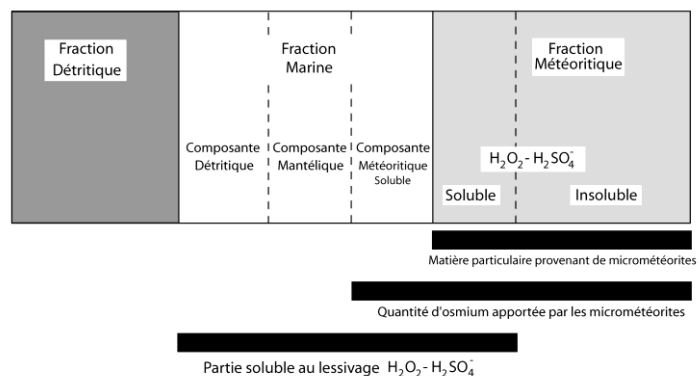 Fraction
Détritique
Fraction
Marine
Fraction
Météoritique
Composante
Détritique
Composante
Mantélique
Composante
Météoritique
Soluble
H₂O₂ - H₂SO₄⁻
Soluble
Insoluble
Matière particulaire provenant de micrométéorites
Quantité d'osmium apportée par les micrométéorites
Partie soluble au lessivage H₂O₂ - H₂SO₄⁻